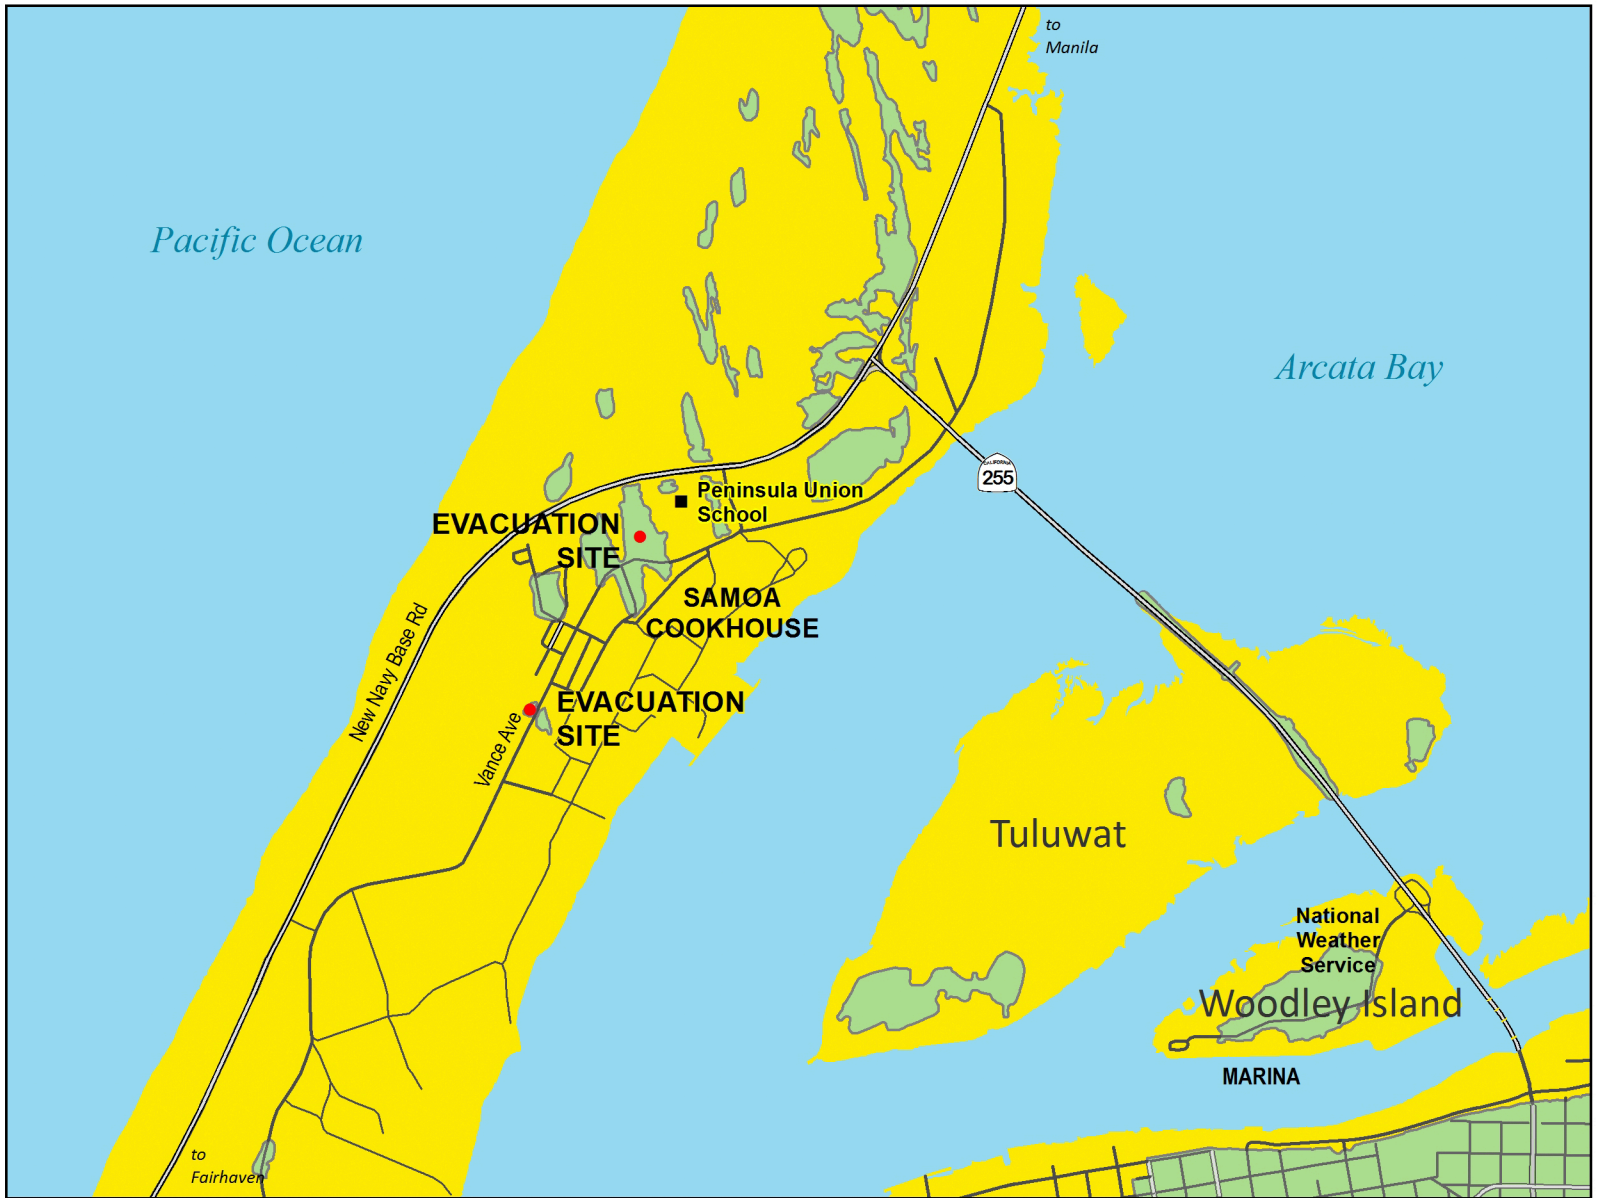 to
Manila
Pacific Ocean
Arcata Bay
CALIFORNIA
255
Peninsula Union
School
EVACUATION
SITE
SAMOA
COOKHOUSE
New Navy Base Rd
EVACUATION
SITE
Vance Ave
Tuluwat
National
Weather
Service
Woodley Island
MARINA
to
Fairhaven